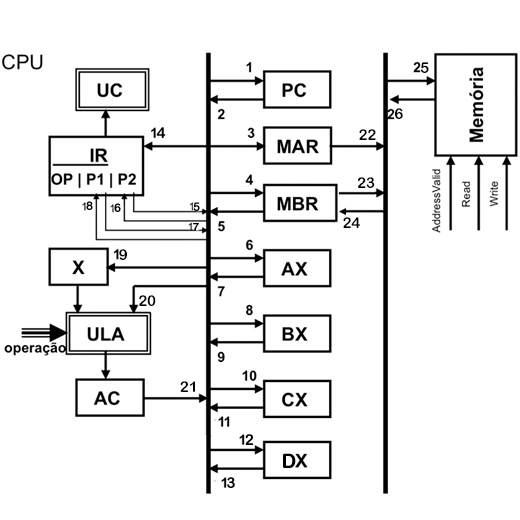 CPU
UC
IR
OP | P1 | P2
14
18
16
15
17
X
19
20
ULA
operação
AC
21
1
PC
2
3
MAR
22
4
MBR
23
5
24
6
AX
7
8
BX
9
10
CX
11
12
DX
13
25
26
Memória
AddressValid
Read
Write